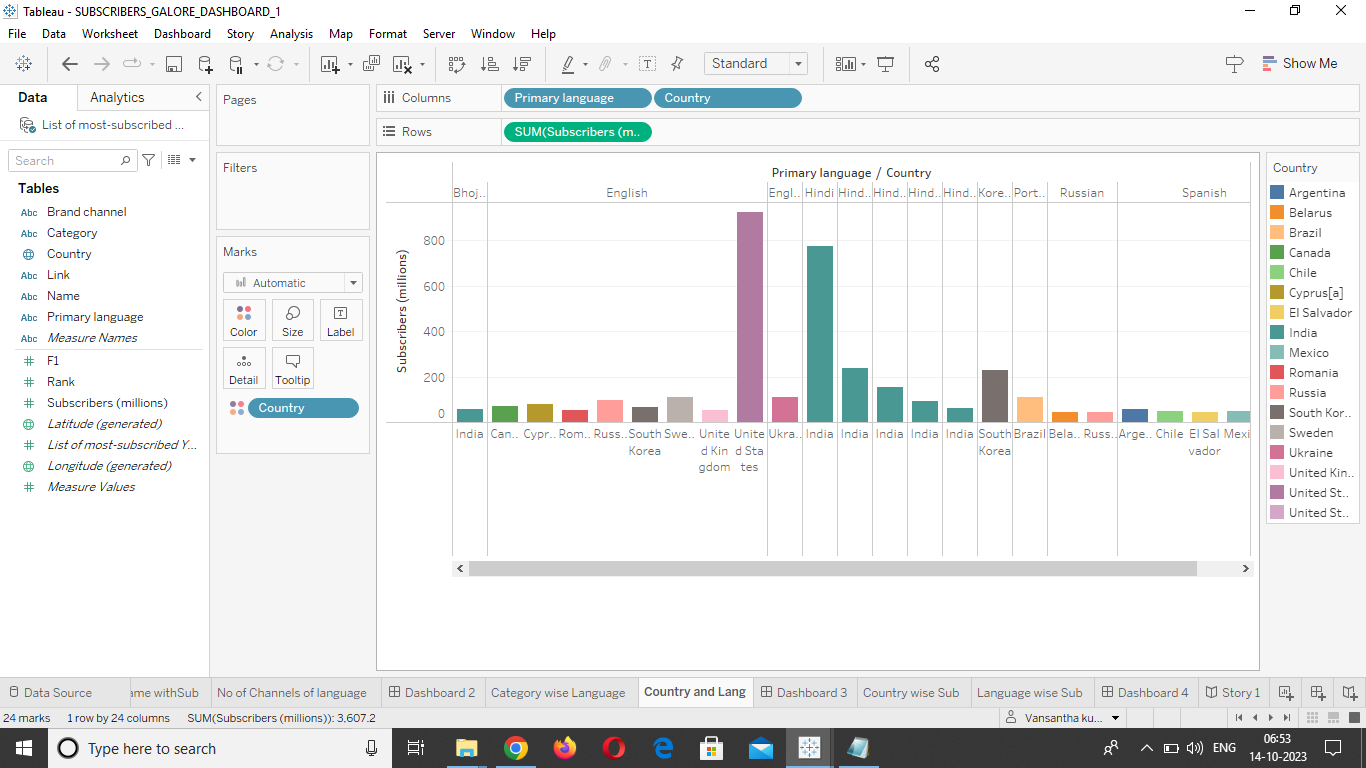 Tableau - SUBSCRIBERS_GALORE_DASHBOARD_1
File Data Worksheet Dashboard Story Analysis Map Format Server Window Help
Standard
Show Me
Data Analytics
List of most-subscribed ...
Search
Tables
Abc Brand channel
Abc Category
Country
Abc Link
Abc Name
Abc Primary language
Abc Measure Names
F1
Rank
Subscribers (millions)
Latitude (generated)
List of most-subscribed Y...
Longitude (generated)
Measure Values
Pages
Filters
Marks
Automatic
Color Size Label
Detail Tooltip
Country
Columns Primary language Country
Rows SUM(Subscribers (m..
Primary language / Country
Bhoj.. English Engl.. Hindi Hind.. Hind.. Hind.. Hind.. Kore.. Port.. Russian Spanish
Subscribers (millions)
800
600
400
200
0
India Can.. Cypr.. Rom.. Russ.. South Korea Swe.. United Kingdom United States Ukra.. India India India India India South Korea Brazil Bela.. Russ.. Arge.. Chile El Salvador Mexi
Country
Argentina
Belarus
Brazil
Canada
Chile
Cyprus[a]
El Salvador
India
Mexico
Romania
Russia
South Kor..
Sweden
Ukraine
United Kin..
United St..
United St..
Data Source ame withSub No of Channels of language Dashboard 2 Category wise Language Country and Lang Dashboard 3 Country wise Sub Language wise Sub Dashboard 4 Story 1
24 marks 1 row by 24 columns SUM(Subscribers (millions)): 3,607.2 Vansantha ku...
Type here to search
ENG
06:53
14-10-2023